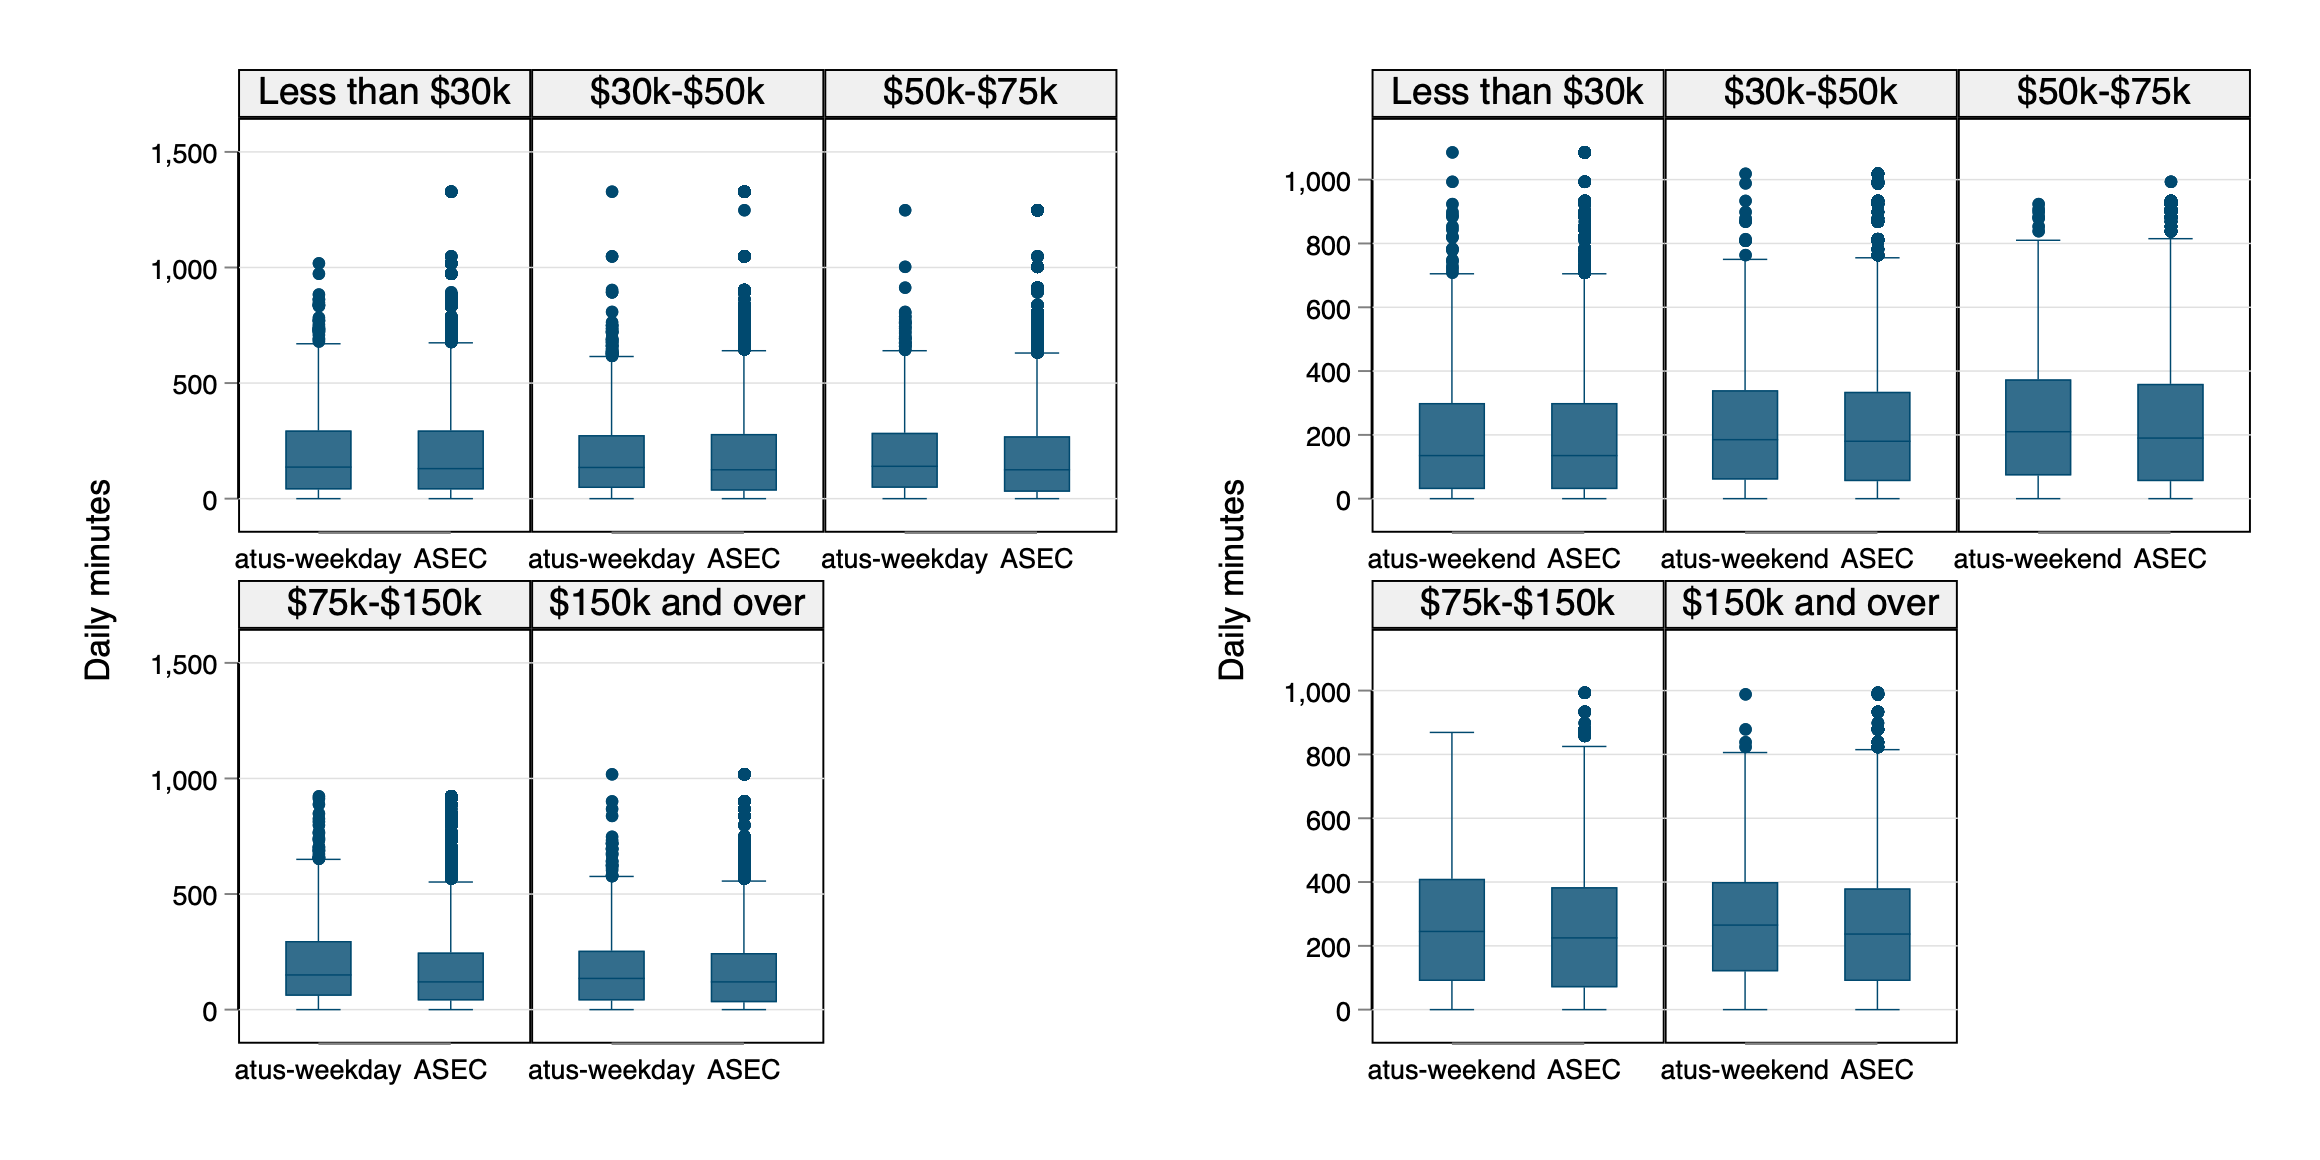 Less than $30k $30k-$50k $50k-$75k
1,500
1,000
500
0
atus-weekday ASEC atus-weekday ASEC atus-weekday ASEC
$75k-$150k $150k and over
1,500
1,000
500
0
atus-weekday ASEC atus-weekday ASEC
Daily minutes
Less than $30k $30k-$50k $50k-$75k
1,000
800
600
400
200
0
atus-weekend ASEC atus-weekend ASEC atus-weekend ASEC
$75k-$150k $150k and over
1,000
800
600
400
200
0
atus-weekend ASEC atus-weekend ASEC
Daily minutes